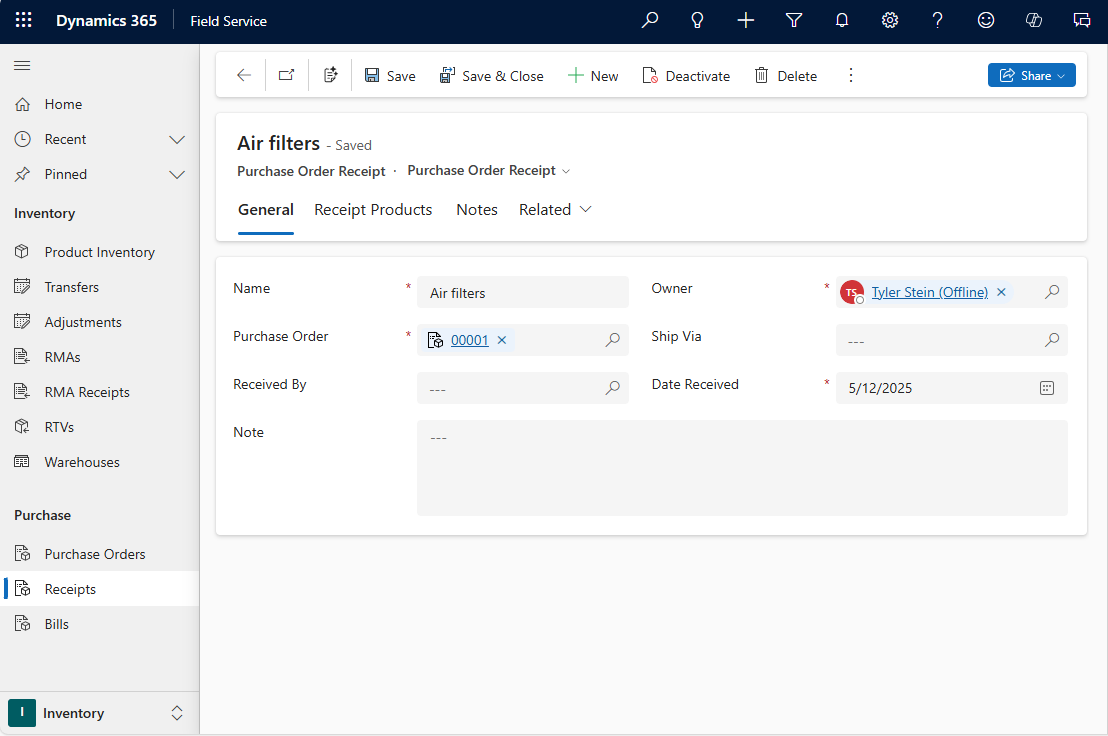 Dynamics 365 Field Service
Save Save & Close New Deactivate Delete Share
Home
Recent
Pinned
Inventory
Product Inventory
Transfers
Adjustments
RMAs
RMA Receipts
RTVs
Warehouses
Purchase
Purchase Orders
Receipts
Bills
I Inventory
Air filters - Saved
Purchase Order Receipt · Purchase Order Receipt
General Receipt Products Notes Related
Name * Air filters
Owner * TS Tyler Stein (Offline)
Purchase Order * 00001
Ship Via ---
Received By ---
Date Received * 5/12/2025
Note ---